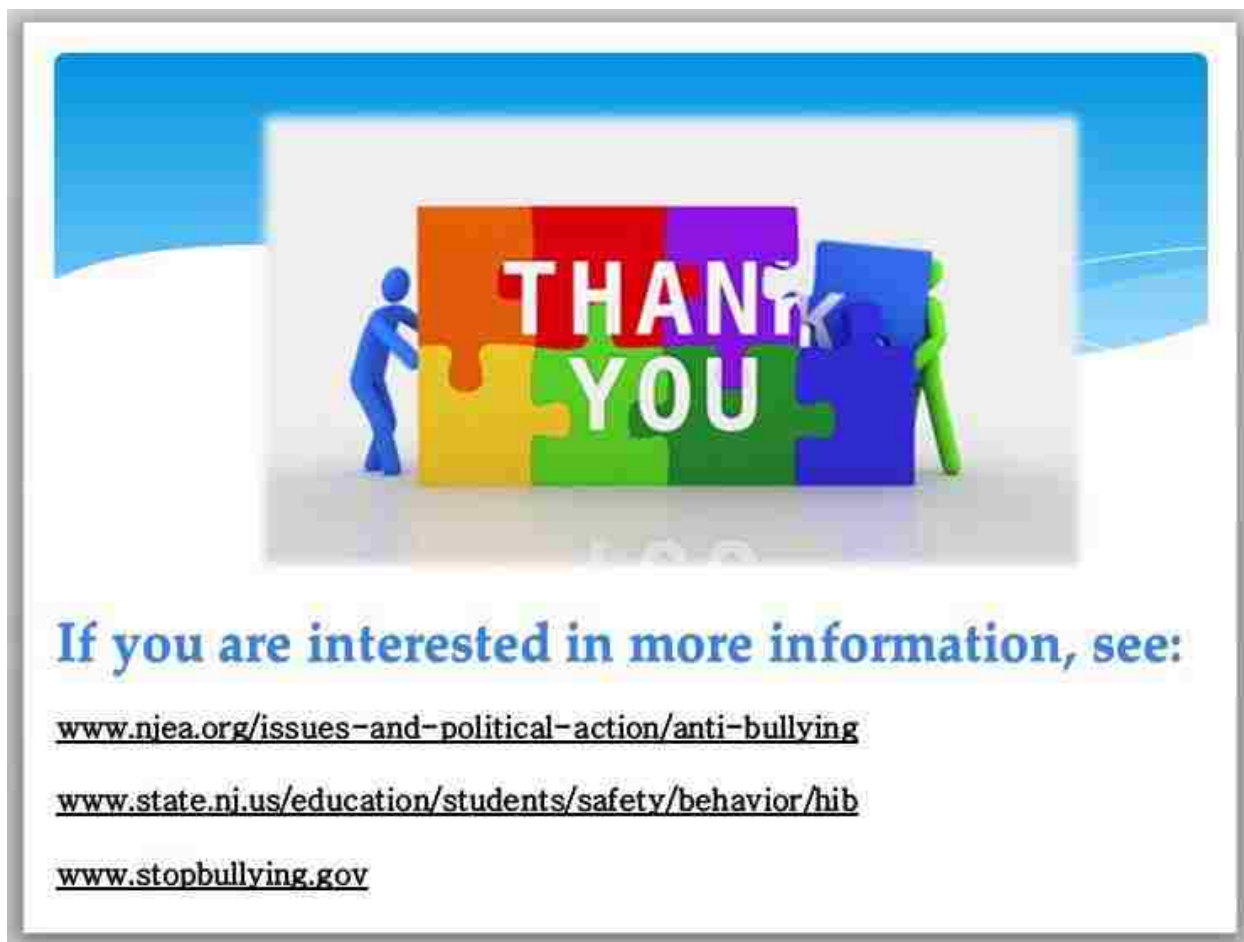 THANK
YOU
If you are interested in more information, see:
www.njea.org/issues-and-political-action/anti-bullying
www.state.nj.us/education/students/safety/behavior/hib
www.stopbullying.gov